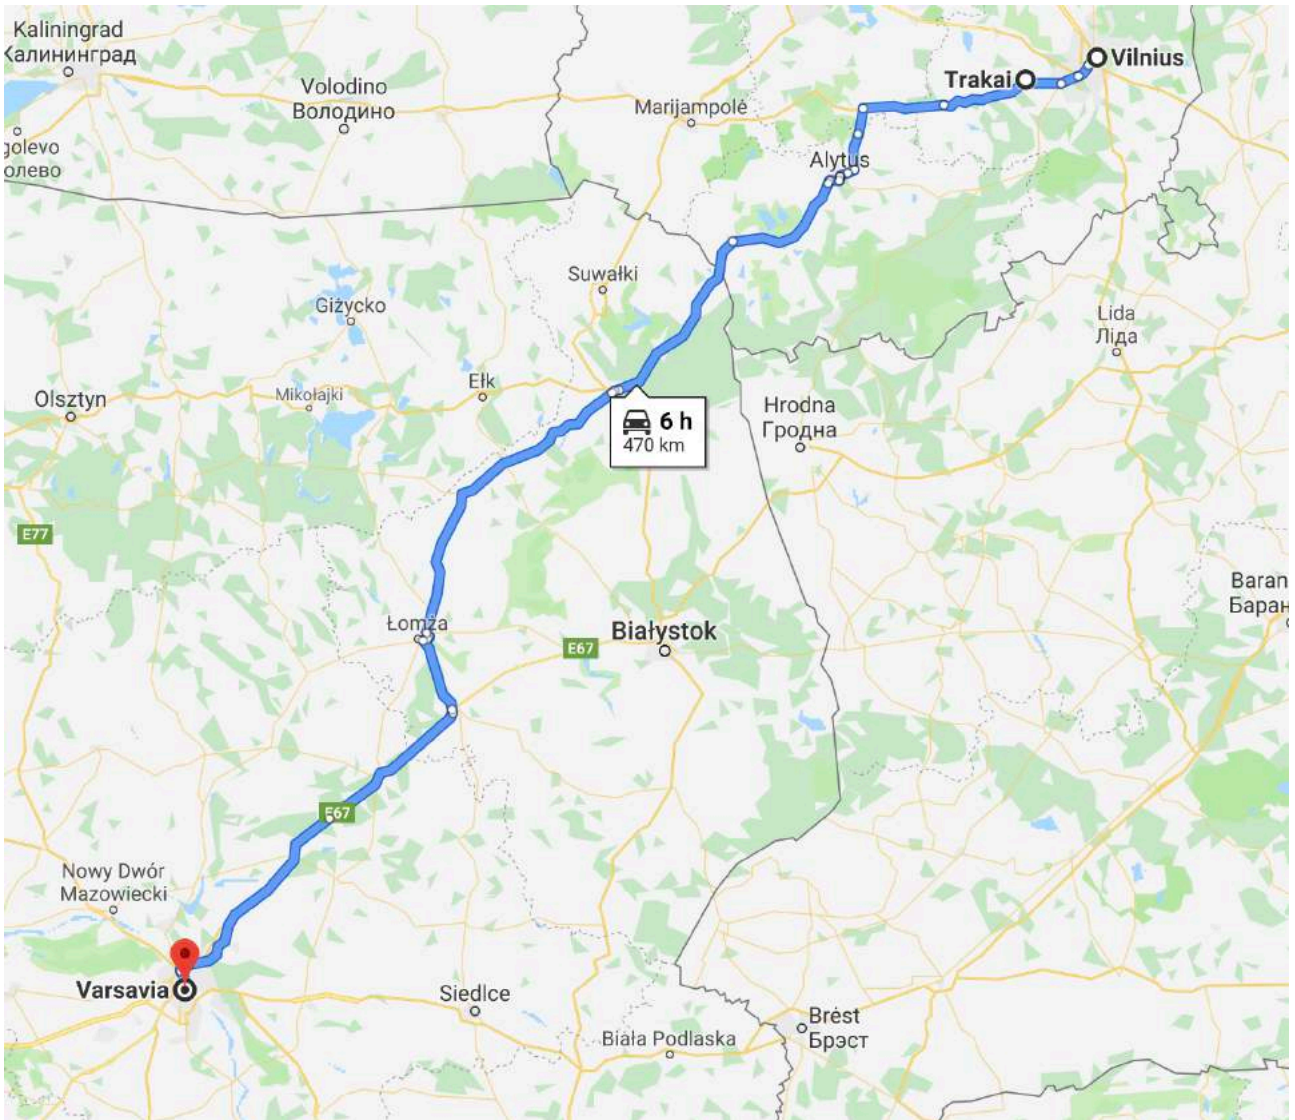 Kaliningrad
Калининград
Volodino
Володино
golevo
олево
Marijampolė
Trakai
Vilnius
Alytus
Suwałki
Giżycko
Lida
Ліда
Olsztyn
Mikołajki
Ełk
6 h
470 km
Hrodna
Гродна
E77
Baran
Баран
Łomża
E67
Białystok
E67
Nowy Dwór
Mazowiecki
Varsavia
Siedlce
Biała Podlaska
Brėst
Брэст